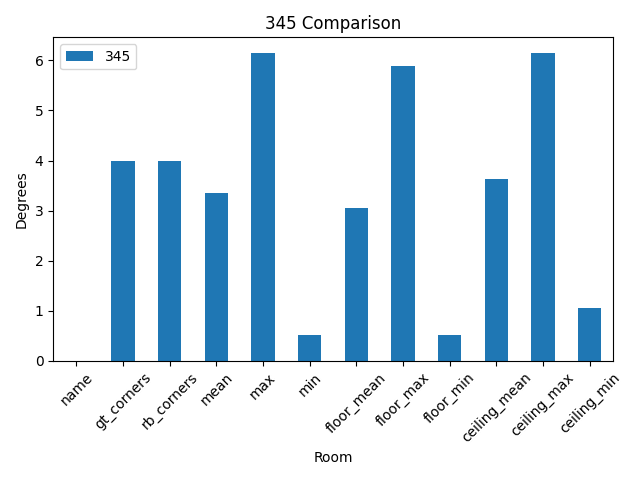 345 Comparison
345
Degrees
6
5
4
3
2
1
0
name
gt_corners
rb_corners
mean
max
min
floor_mean
floor_max
floor_min
ceiling_mean
ceiling_max
ceiling_min
Room